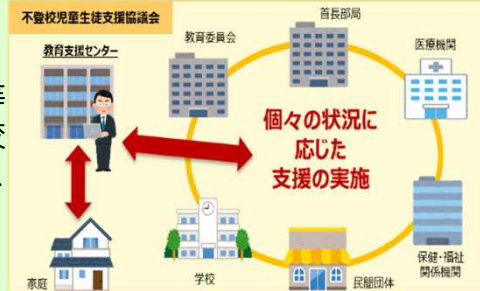 不登校児童生徒支援協議会
教育支援センター
教育委員会
首長部局
医療機関
個々の状況に
応じた
支援の実施
家庭
学校
民間団体
保健・福祉
関係機関